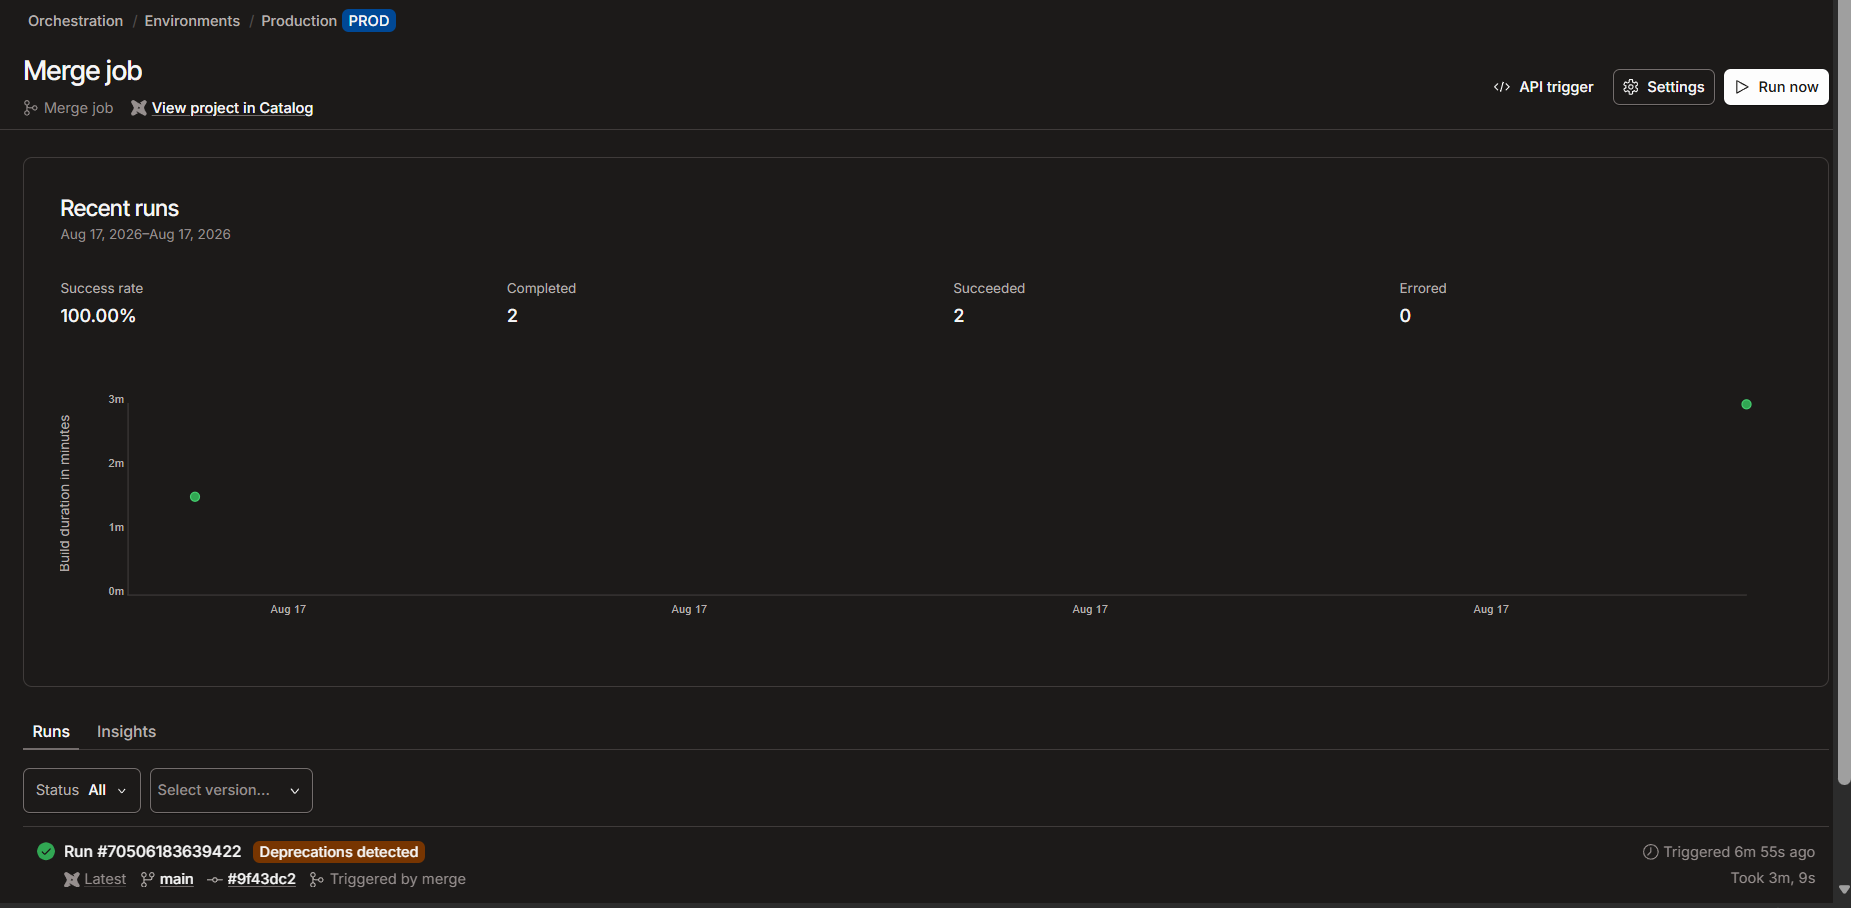 Orchestration / Environments / Production PROD
Merge job
Merge job View project in Catalog
</> API trigger Settings Run now
Recent runs
Aug 17, 2026–Aug 17, 2026
Success rate Completed Succeeded Errored
100.00% 2 2 0
Build duration in minutes
3m
2m
1m
0m
Aug 17 Aug 17 Aug 17 Aug 17
Runs Insights
Status All Select version...
Run #70506183639422 Deprecations detected Triggered 6m 55s ago
Latest main #9f43dc2 Triggered by merge Took 3m, 9s